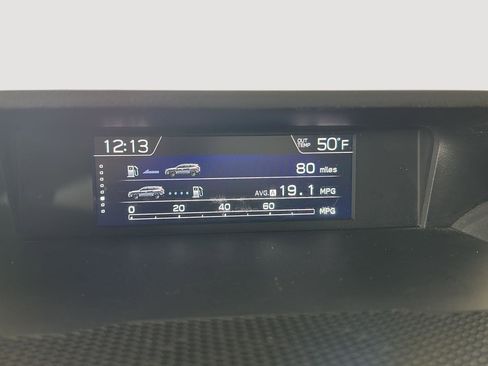 12:13 OUT TEMP 50°F
80 miles
AVG. A 19.1 MPG
0 20 40 60 MPG